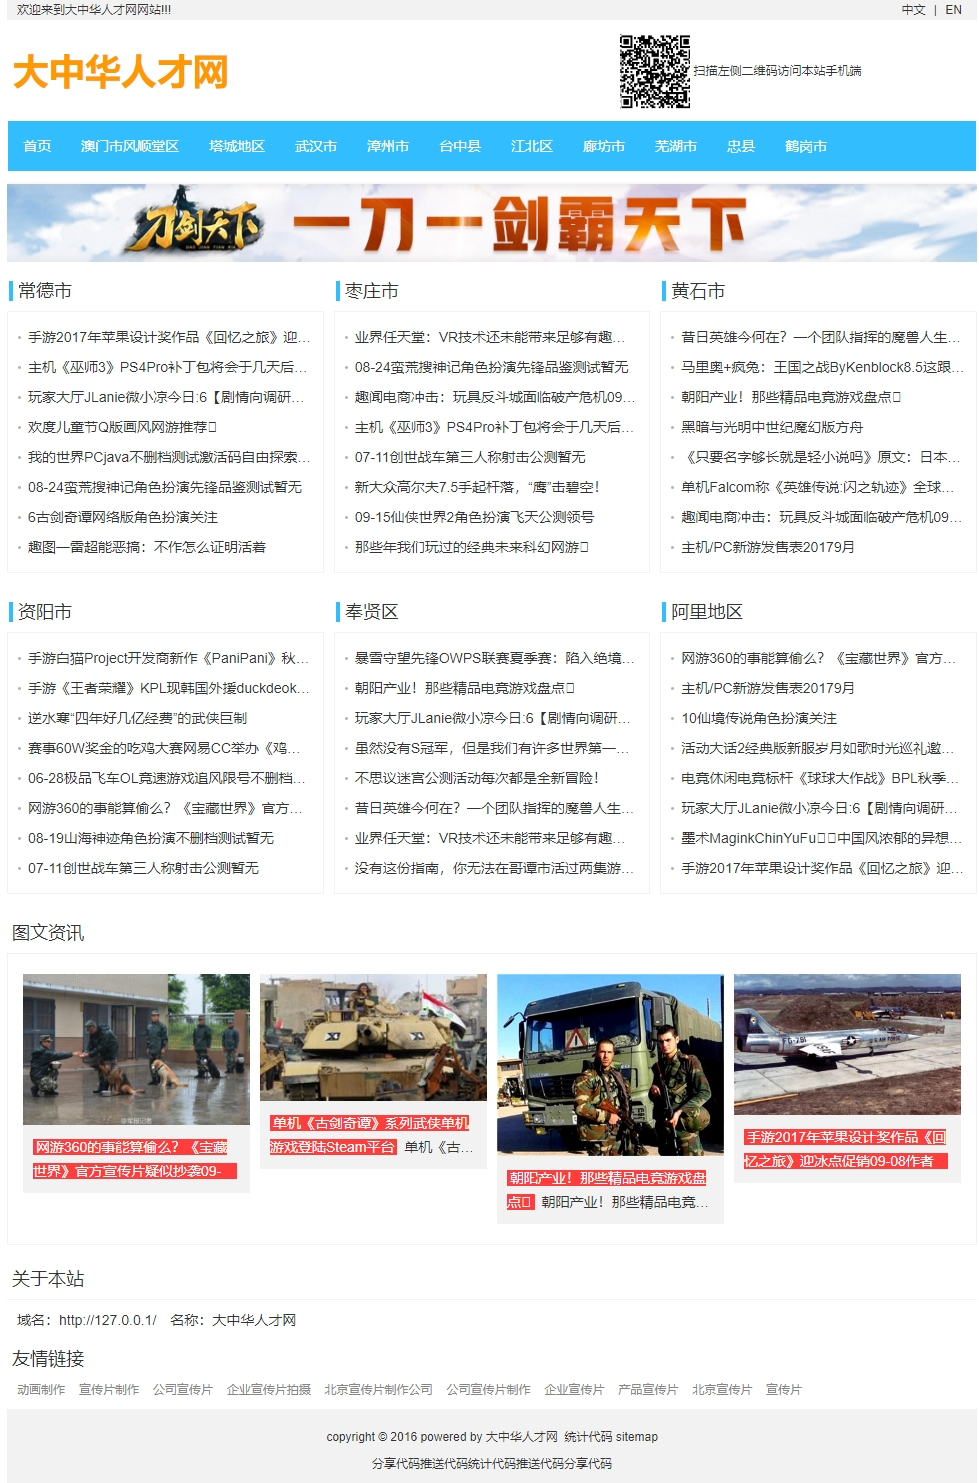 欢迎来到大中华人才网网站!!!
中文 | EN
大中华人才网
扫描左侧二维码访问本站手机端
首页 澳门市风顺堂区 塔城地区 武汉市 漳州市 台中县 江北区 廊坊市 芜湖市 忠县 鹤岗市
刀剑天下 一刀一剑霸天下
DAO JIAN TIAN XIA
常德市
手游2017年苹果设计奖作品《回忆之旅》迎...
主机《巫师3》PS4Pro补丁包将会于几天后...
玩家大厅JLanie微小凉今日:6【剧情向调研...
欢度儿童节Q版画风网游推荐
我的世界PCjava不删档测试激活码自由探索...
08-24蛮荒搜神记角色扮演先锋品鉴测试暂无
6古剑奇谭网络版角色扮演关注
趣图一雷超能恶搞：不作怎么证明活着
枣庄市
业界任天堂：VR技术还未能带来足够有趣...
08-24蛮荒搜神记角色扮演先锋品鉴测试暂无
趣闻电商冲击：玩具反斗城面临破产危机09...
主机《巫师3》PS4Pro补丁包将会于几天后...
07-11创世战车第三人称射击公测暂无
新大众高尔夫7.5手起杆落，“鹰”击碧空！
09-15仙侠世界2角色扮演飞天公测领号
那些年我们玩过的经典未来科幻网游
黄石市
昔日英雄今何在？一个团队指挥的魔兽人生...
马里奥+疯兔：王国之战ByKenblock8.5这跟...
朝阳产业！那些精品电竞游戏盘点
黑暗与光明中世纪魔幻版方舟
《只要名字够长就是轻小说吗》原文：日本...
单机Falcom称《英雄传说:闪之轨迹》全球...
趣闻电商冲击：玩具反斗城面临破产危机09...
主机/PC新游发售表20179月
资阳市
手游白猫Project开发商新作《PaniPani》秋...
手游《王者荣耀》KPL现韩国外援duckdeok...
逆水寒“四年好几亿经费”的武侠巨制
赛事60W奖金的吃鸡大赛网易CC举办《鸡...
06-28极品飞车OL竞速游戏追风限号不删档...
网游360的事能算偷么？《宝藏世界》官方...
08-19山海神迹角色扮演不删档测试暂无
07-11创世战车第三人称射击公测暂无
奉贤区
暴雪守望先锋OWPS联赛夏季赛：陷入绝境...
朝阳产业！那些精品电竞游戏盘点
玩家大厅JLanie微小凉今日:6【剧情向调研...
虽然没有S冠军，但是我们有许多世界第一...
不思议迷宫公测活动每次都是全新冒险！
昔日英雄今何在？一个团队指挥的魔兽人生...
业界任天堂：VR技术还未能带来足够有趣...
没有这份指南，你无法在哥谭市活过两集游...
阿里地区
网游360的事能算偷么？《宝藏世界》官方...
主机/PC新游发售表20179月
10仙境传说角色扮演关注
活动大话2经典版新服岁月如歌时光巡礼邀...
电竞休闲电竞标杆《球球大作战》BPL秋季...
玩家大厅JLanie微小凉今日:6【剧情向调研...
墨术MaginkChinYuFu中国风浓郁的异想...
手游2017年苹果设计奖作品《回忆之旅》迎...
图文资讯
网游360的事能算偷么？《宝藏
世界》官方宣传片疑似抄袭09-
单机《古剑奇谭》系列武侠单机
游戏登陆Steam平台 单机《古...
朝阳产业！那些精品电竞游戏盘
点 朝阳产业！那些精品电竞...
FG-781
U.S. AIR FORCE
手游2017年苹果设计奖作品《回
忆之旅》迎冰点促销09-08作者
关于本站
域名：http://127.0.0.1/ 名称：大中华人才网
友情链接
动画制作 宣传片制作 公司宣传片 企业宣传片拍摄 北京宣传片制作公司 公司宣传片制作 企业宣传片 产品宣传片 北京宣传片 宣传片
copyright © 2016 powered by 大中华人才网 统计代码 sitemap
分享代码推送代码统计代码推送代码分享代码